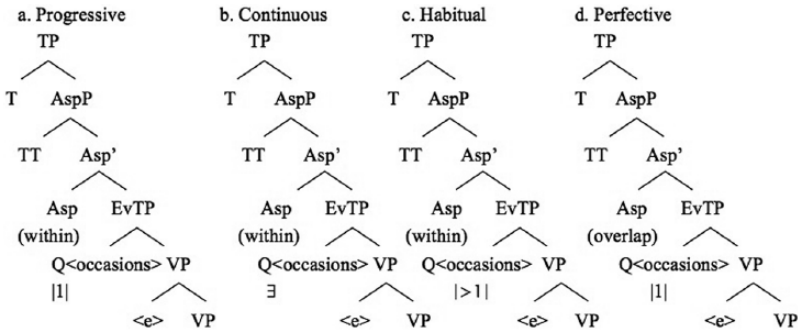 a. Progressive b. Continuous c. Habitual d. Perfective
TP TP TP TP
T AspP T AspP T AspP T AspP
TT Asp’ TT Asp’ TT Asp’ TT Asp’
Asp EvTP Asp EvTP Asp EvTP Asp EvTP
(within) (within) (within) (overlap)
Q<occasions> VP Q<occasions> VP Q<occasions> VP Q<occasions> VP
|1| ∃ |>1| |1|
<e> VP <e> VP <e> VP <e> VP